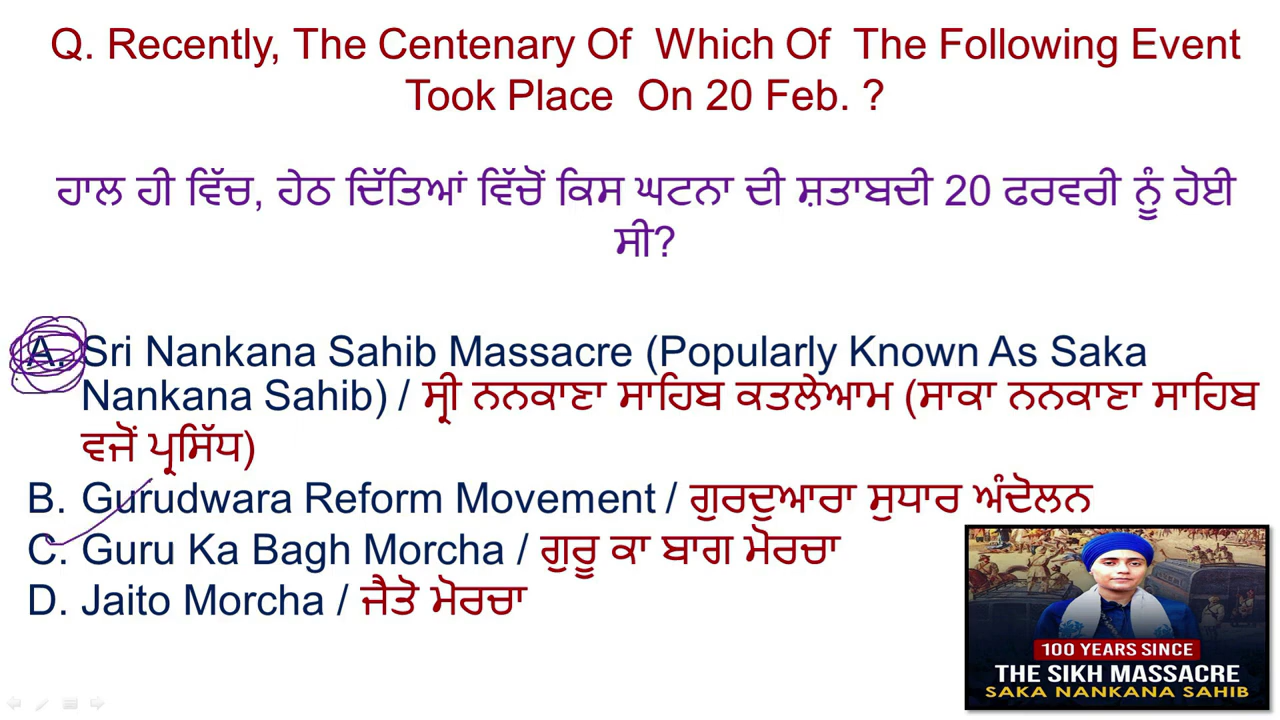 Q. Recently, The Centenary Of Which Of The Following Event
Took Place On 20 Feb. ?
ਹਾਲ ਹੀ ਵਿੱਚ, ਹੇਠ ਦਿੱਤਿਆਂ ਵਿੱਚੋਂ ਕਿਸ ਘਟਨਾ ਦੀ ਸ਼ਤਾਬਦੀ 20 ਫਰਵਰੀ ਨੂੰ ਹੋਈ
ਸੀ?
A. Sri Nankana Sahib Massacre (Popularly Known As Saka
Nankana Sahib) / ਸ੍ਰੀ ਨਨਕਾਣਾ ਸਾਹਿਬ ਕਤਲੇਆਮ (ਸਾਕਾ ਨਨਕਾਣਾ ਸਾਹਿਬ
ਵਜੋਂ ਪ੍ਰਸਿੱਧ)
B. Gurudwara Reform Movement / ਗੁਰਦੁਆਰਾ ਸੁਧਾਰ ਅੰਦੋਲਨ
C. Guru Ka Bagh Morcha / ਗੁਰੂ ਕਾ ਬਾਗ ਮੋਰਚਾ
D. Jaito Morcha / ਜੈਤੋ ਮੋਰਚਾ
100 YEARS SINCE
THE SIKH MASSACRE
SAKA NANKANA SAHIB